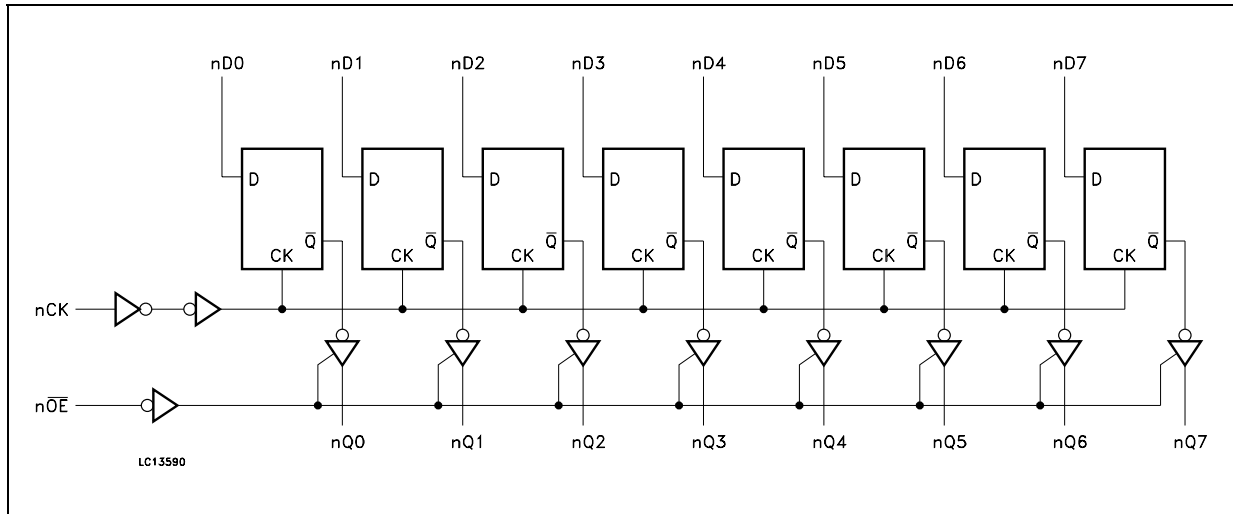 nD0 nD1 nD2 nD3 nD4 nD5 nD6 nD7
D D D D D D D D
Q̅ Q̅ Q̅ Q̅ Q̅ Q̅ Q̅ Q̅
CK CK CK CK CK CK CK CK
nCK
nO̅E̅
nQ0 nQ1 nQ2 nQ3 nQ4 nQ5 nQ6 nQ7
LC13590